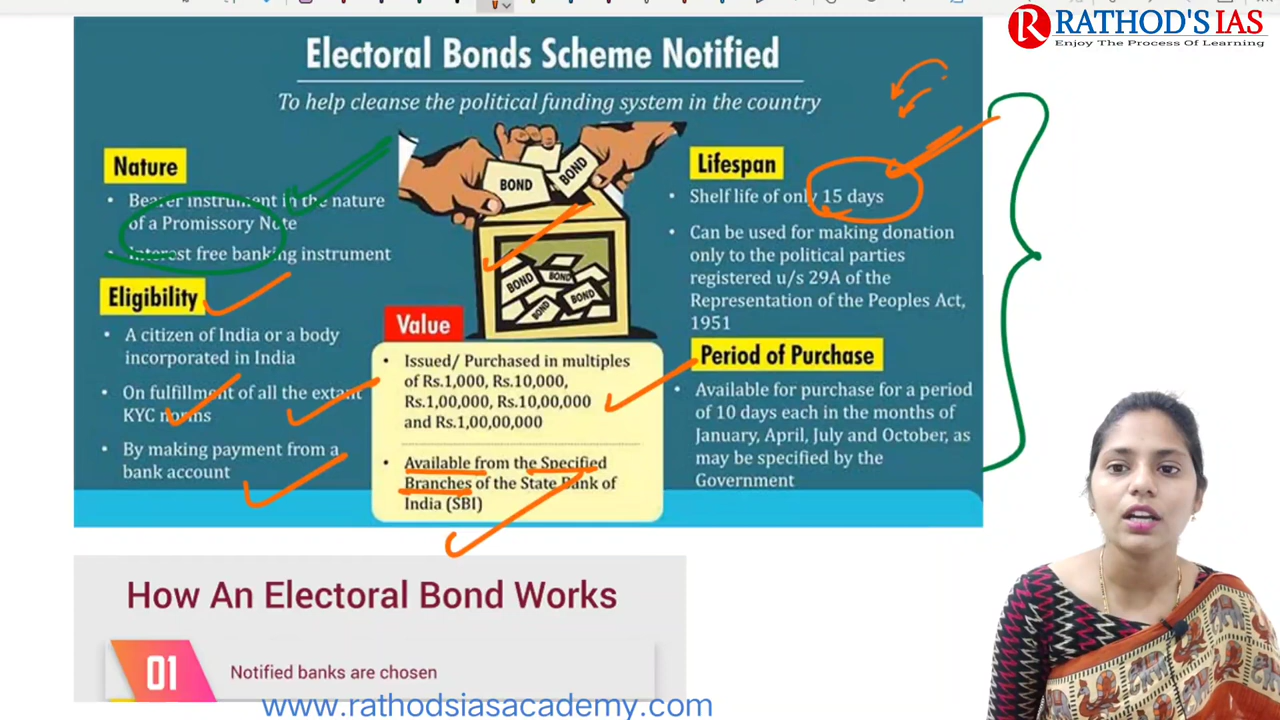 RATHOD'S IAS
Enjoy The Process Of Learning
Electoral Bonds Scheme Notified
To help cleanse the political funding system in the country
Nature
• Bearer instrument in the nature
of a Promissory Note
• Interest free banking instrument
Eligibility
• A citizen of India or a body
incorporated in India
• On fulfillment of all the extant
KYC norms
• By making payment from a
bank account
BOND
BOND
BOND
BOND
BOND
BOND
Value
• Issued/ Purchased in multiples
of Rs.1,000, Rs.10,000,
Rs.1,00,000, Rs.10,00,000
and Rs.1,00,00,000
• Available from the Specified
Branches of the State Bank of
India (SBI)
Lifespan
• Shelf life of only 15 days
• Can be used for making donation
only to the political parties
registered u/s 29A of the
Representation of the Peoples Act,
1951
Period of Purchase
• Available for purchase for a period
of 10 days each in the months of
January, April, July and October, as
may be specified by the
Government
How An Electoral Bond Works
01
Notified banks are chosen
www.rathodsiasacademy.com